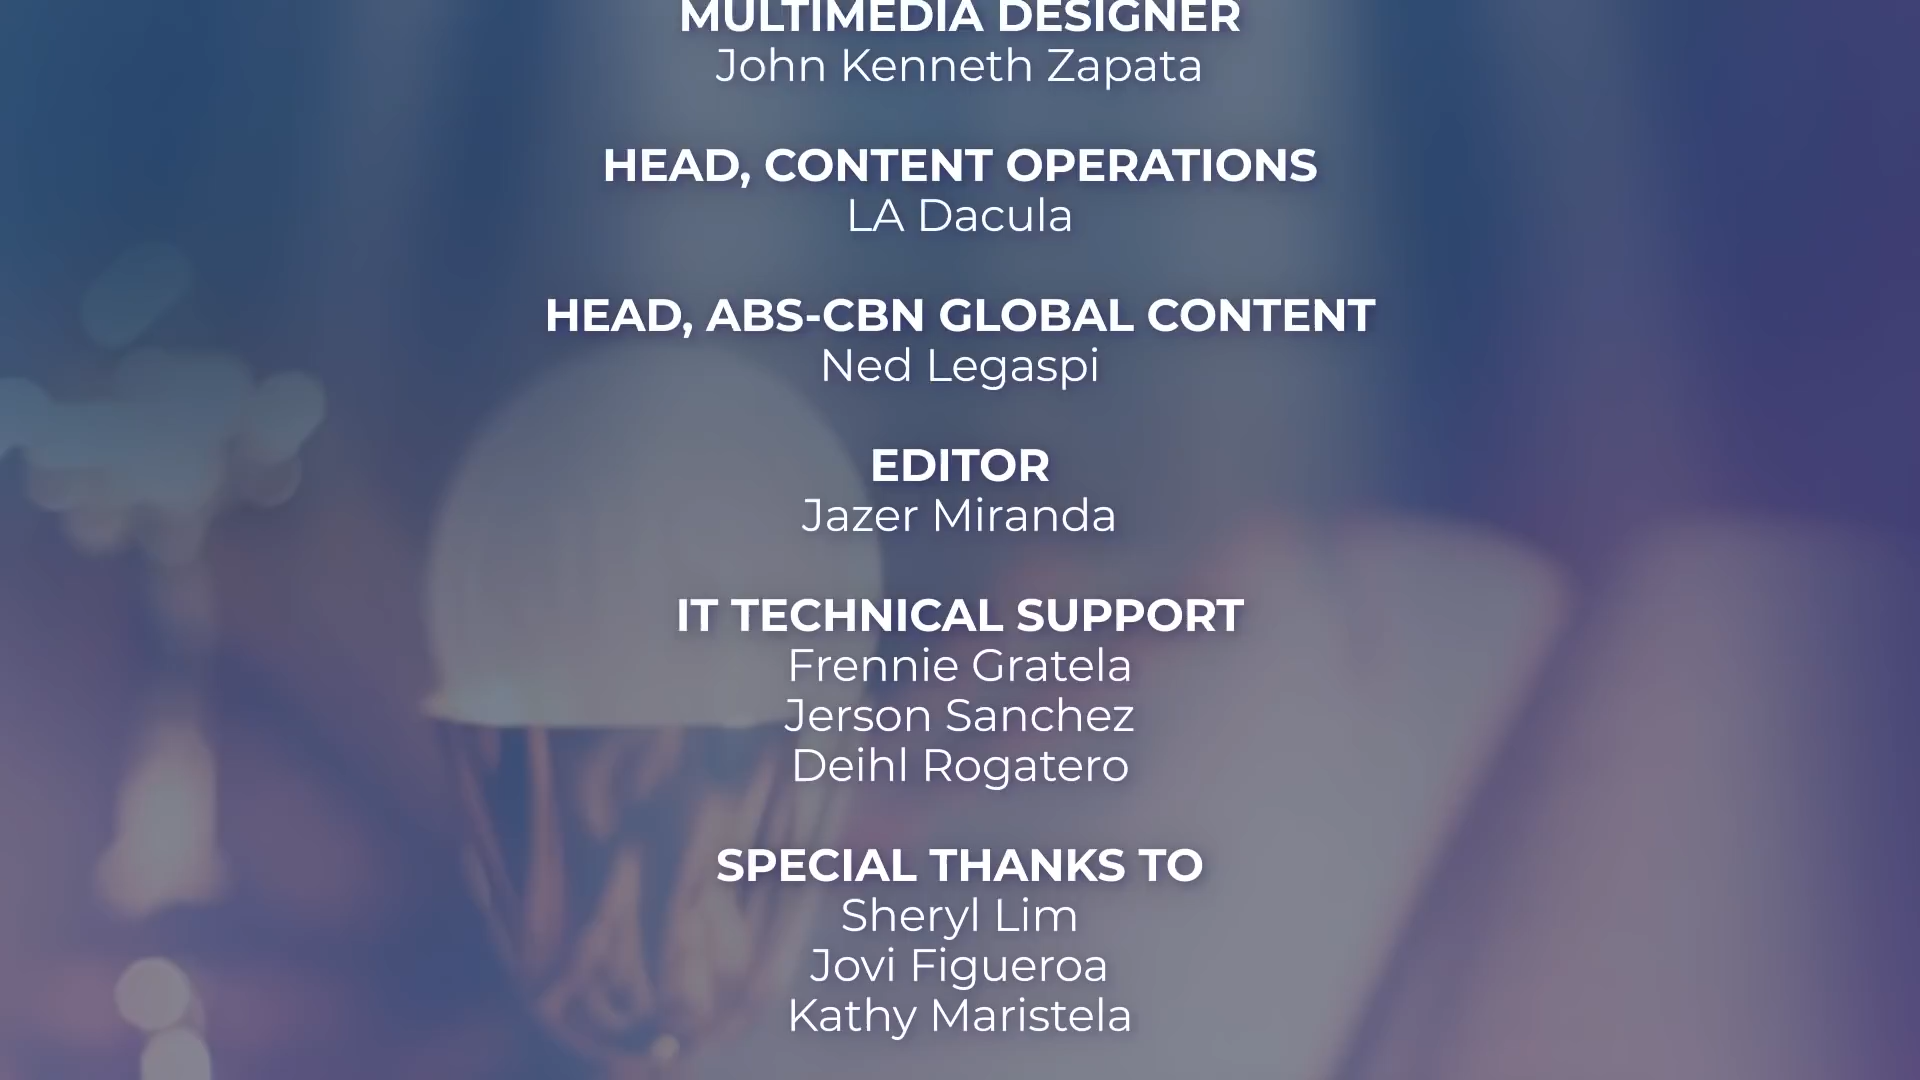 MULTIMEDIA DESIGNER
John Kenneth Zapata
HEAD, CONTENT OPERATIONS
LA Dacula
HEAD, ABS-CBN GLOBAL CONTENT
Ned Legaspi
EDITOR
Jazer Miranda
IT TECHNICAL SUPPORT
Frennie Gratela
Jerson Sanchez
Deihl Rogatero
SPECIAL THANKS TO
Sheryl Lim
Jovi Figueroa
Kathy Maristela